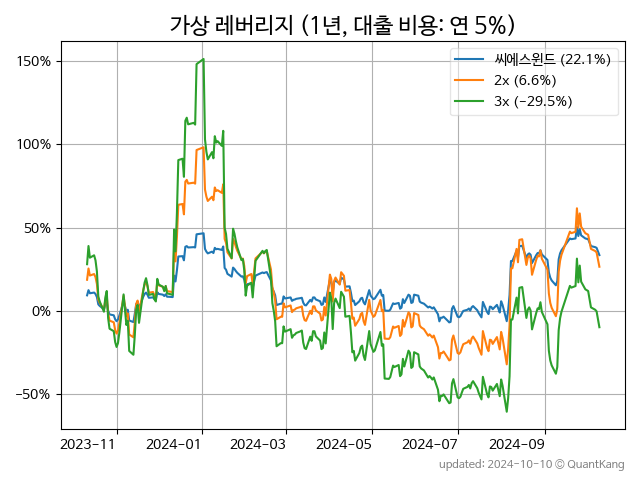 가상 레버리지 (1년, 대출 비용: 연 5%)
씨에스윈드 (22.1%)
2x (6.6%)
3x (−29.5%)
150%
100%
50%
0%
−50%
2023-11
2024-01
2024-03
2024-05
2024-07
2024-09
updated: 2024-10-10 © QuantKang